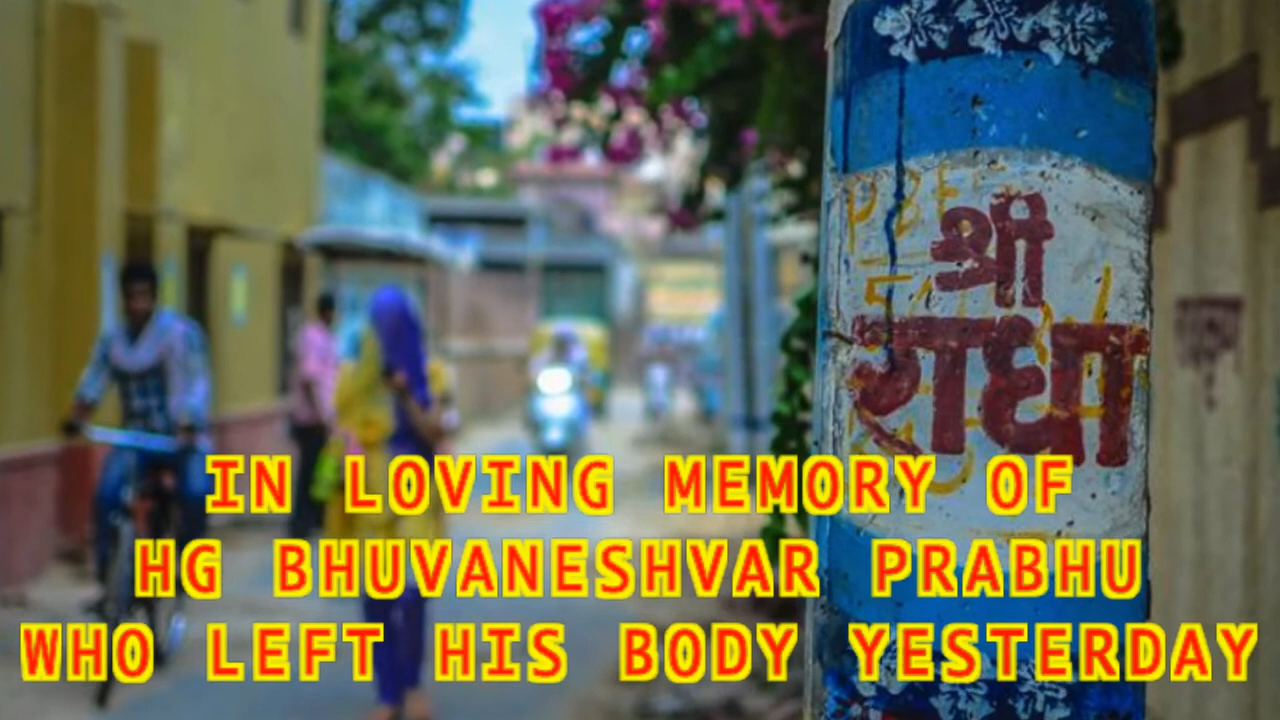 श्री
राधा
IN LOVING MEMORY OF
HG BHUVANESHVAR PRABHU
WHO LEFT HIS BODY YESTERDAY